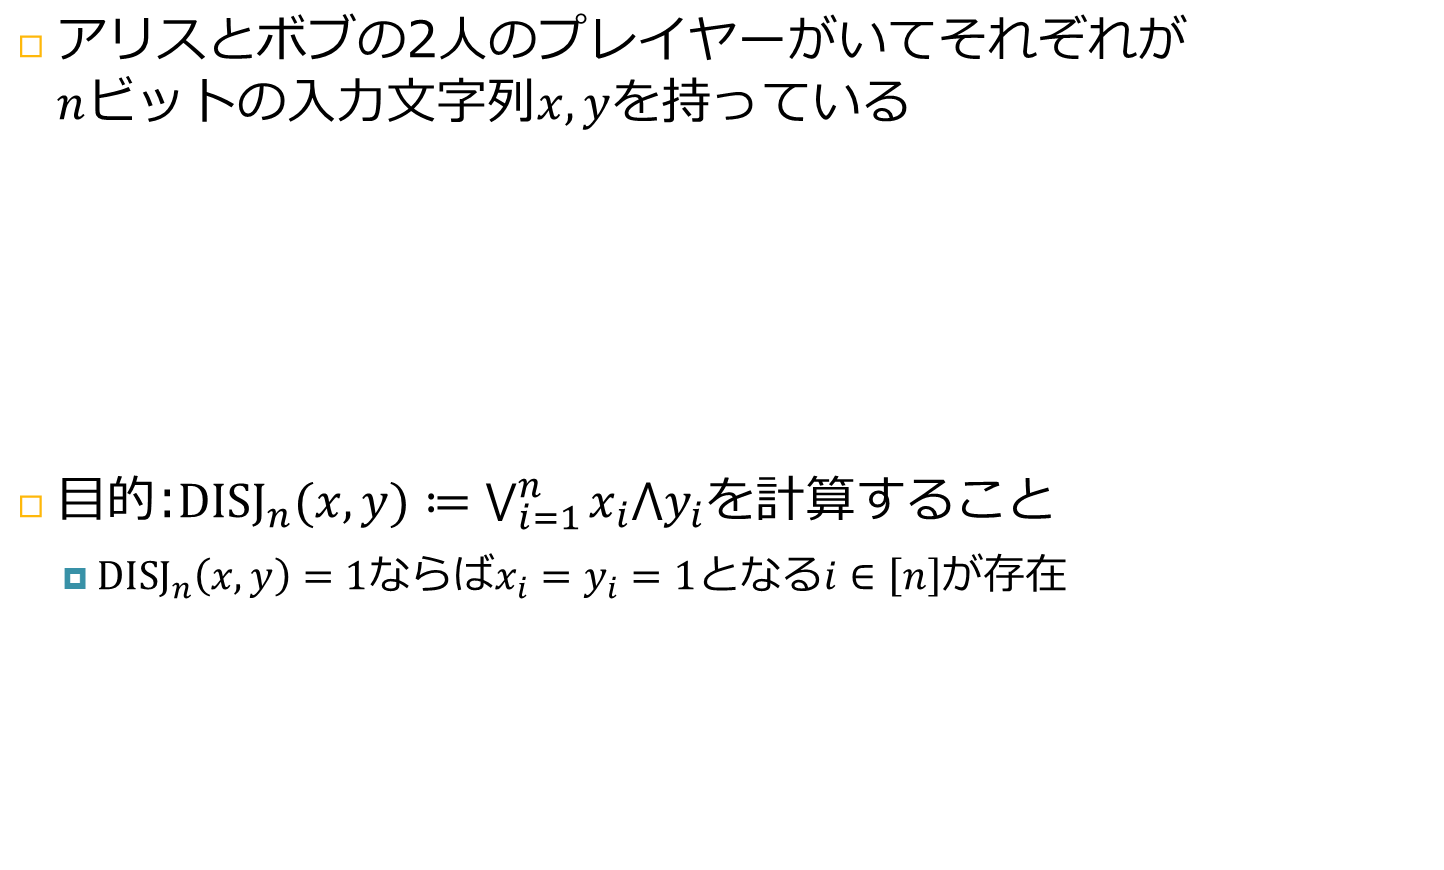 アリスとボブの2人のプレイヤーがいてそれぞれが
nビットの入力文字列x, yを持っている
目的:DISJₙ(x, y) ≔ ⋁ⁿᵢ₌₁ xᵢ⋀yᵢを計算すること
DISJₙ(x, y) = 1ならばxᵢ = yᵢ = 1となるi ∈ [n]が存在